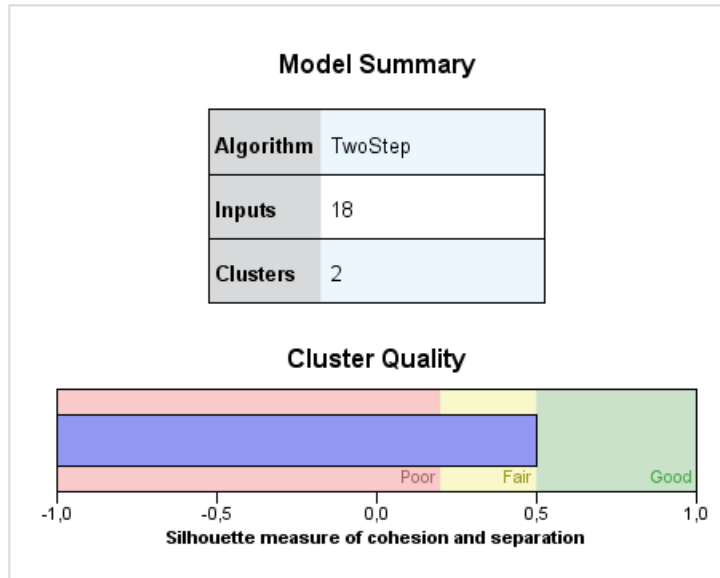 Model Summary
Algorithm TwoStep
Inputs 18
Clusters 2
Cluster Quality
Poor Fair Good
-1,0 -0,5 0,0 0,5 1,0
Silhouette measure of cohesion and separation